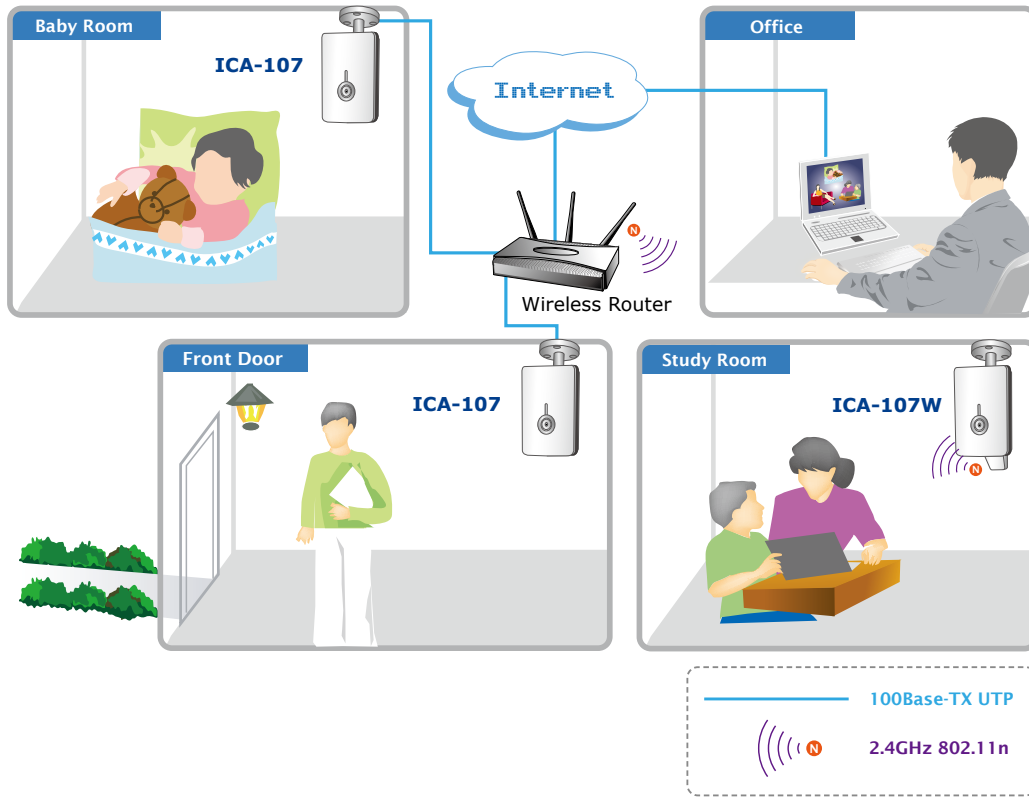 Baby Room
ICA-107
Internet
Office
N
Wireless Router
Front Door
ICA-107
Study Room
ICA-107W
N
100Base-TX UTP
N
2.4GHz 802.11n